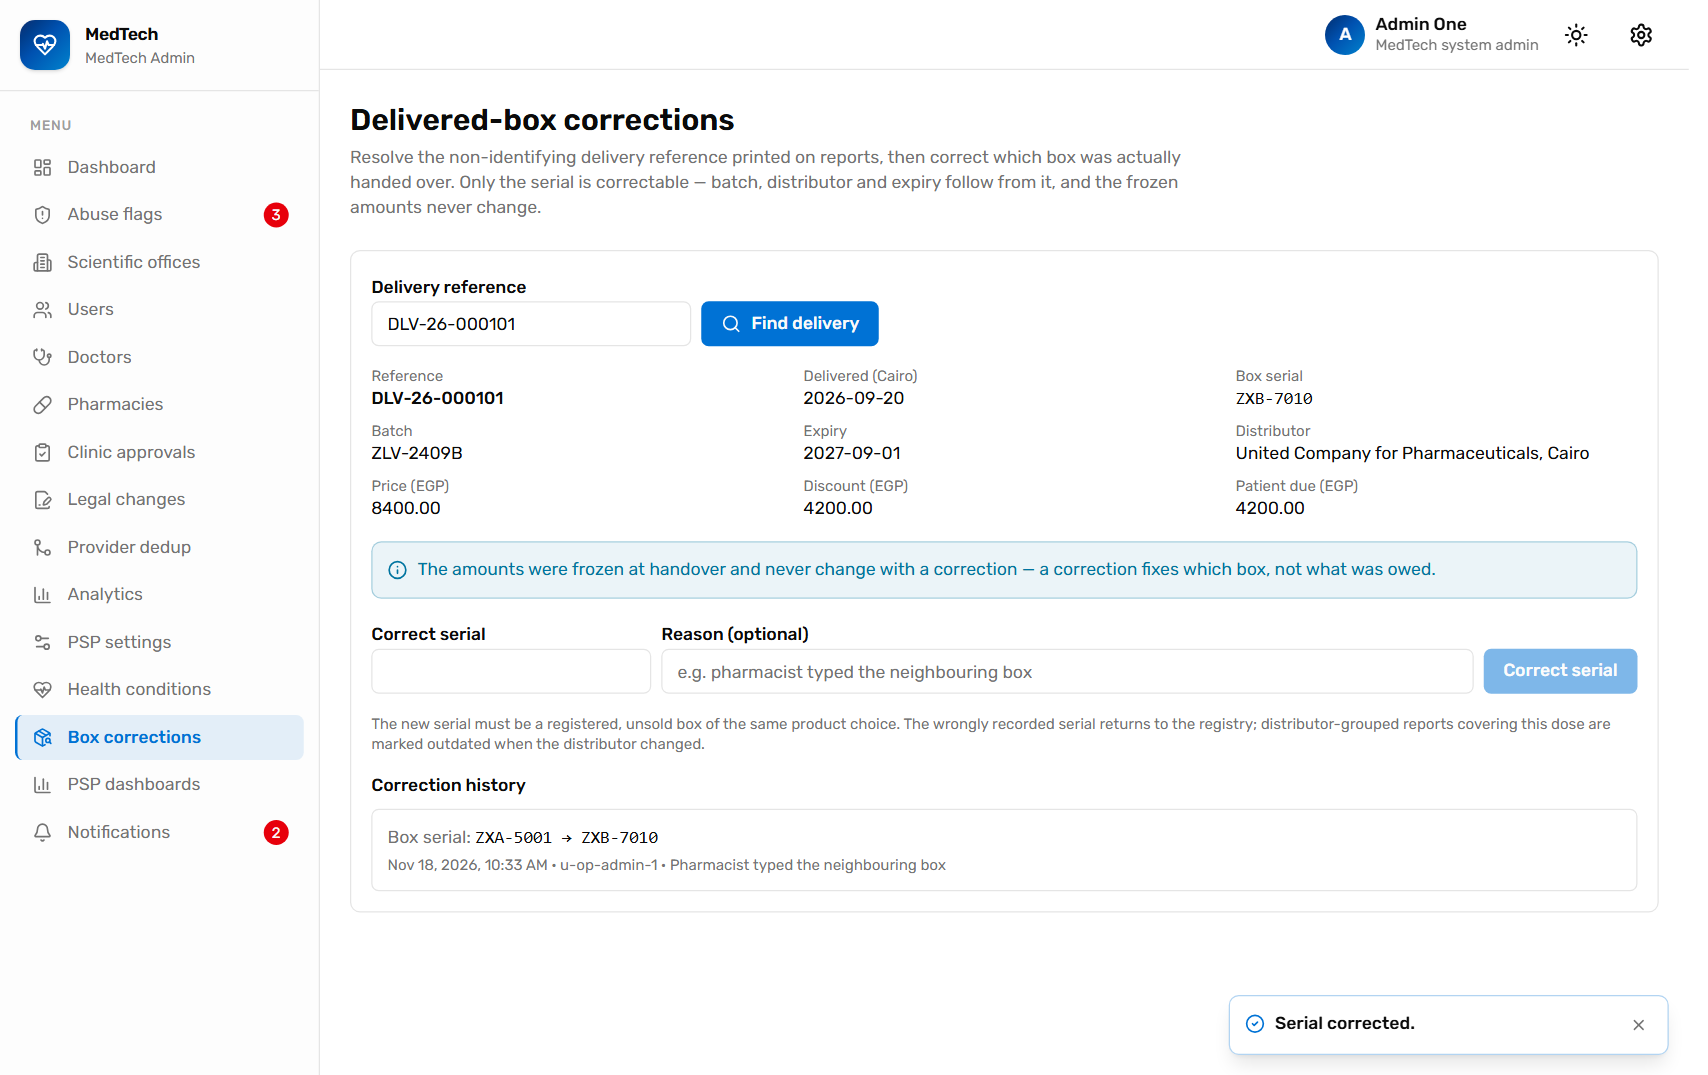 MedTech
MedTech Admin
MENU
Dashboard
Abuse flags 3
Scientific offices
Users
Doctors
Pharmacies
Clinic approvals
Legal changes
Provider dedup
Analytics
PSP settings
Health conditions
Box corrections
PSP dashboards
Notifications 2
A
Admin One
MedTech system admin
Delivered-box corrections
Resolve the non-identifying delivery reference printed on reports, then correct which box was actually
handed over. Only the serial is correctable — batch, distributor and expiry follow from it, and the frozen
amounts never change.
Delivery reference
DLV-26-000101 Find delivery
Reference Delivered (Cairo) Box serial
DLV-26-000101 2026-09-20 ZXB-7010
Batch Expiry Distributor
ZLV-2409B 2027-09-01 United Company for Pharmaceuticals, Cairo
Price (EGP) Discount (EGP) Patient due (EGP)
8400.00 4200.00 4200.00
The amounts were frozen at handover and never change with a correction — a correction fixes which box, not what was owed.
Correct serial Reason (optional)
e.g. pharmacist typed the neighbouring box Correct serial
The new serial must be a registered, unsold box of the same product choice. The wrongly recorded serial returns to the registry; distributor-grouped reports covering this dose are
marked outdated when the distributor changed.
Correction history
Box serial: ZXA-5001 → ZXB-7010
Nov 18, 2026, 10:33 AM • u-op-admin-1 • Pharmacist typed the neighbouring box
Serial corrected.